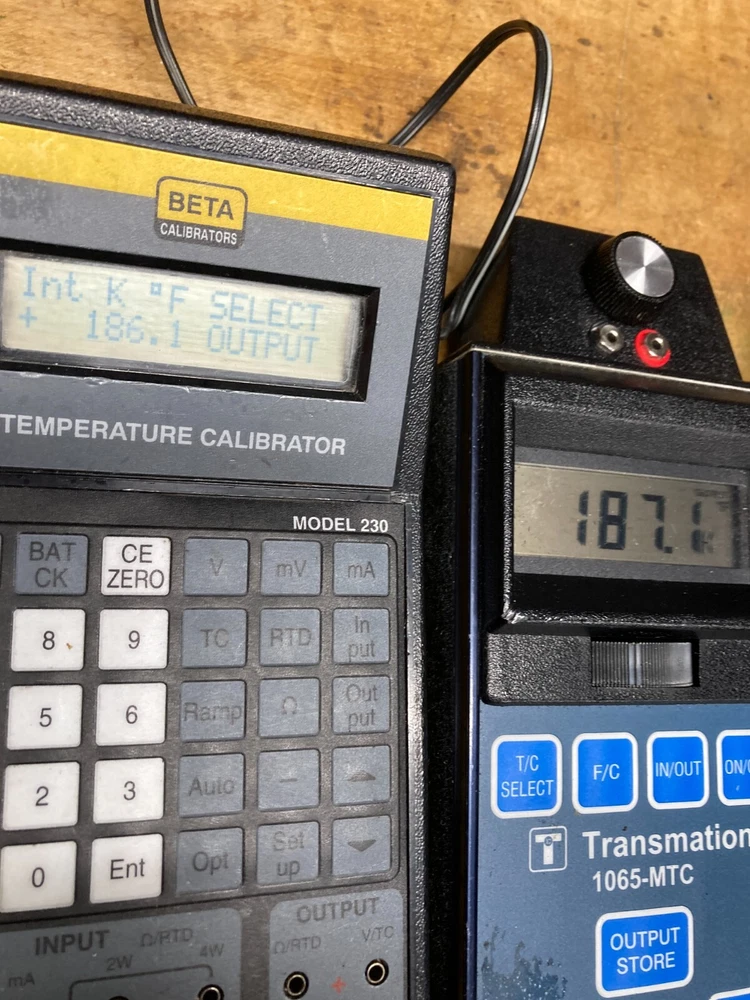 BETA
CALIBRATORS
Int K °F SELECT
+ 186.1 OUTPUT
TEMPERATURE CALIBRATOR
MODEL 230
BAT CK
CE ZERO
V
mV
mA
8
9
TC
RTD
In put
5
6
Ramp
Ω
Out put
2
3
Auto
−
0
Ent
Opt
Set up
INPUT
Ω/RTD
mA
2W
4W
OUTPUT
Ω/RTD
V/TC
+
187.1
T/C SELECT
F/C
IN/OUT
T
Transmation
1065-MTC
OUTPUT STORE